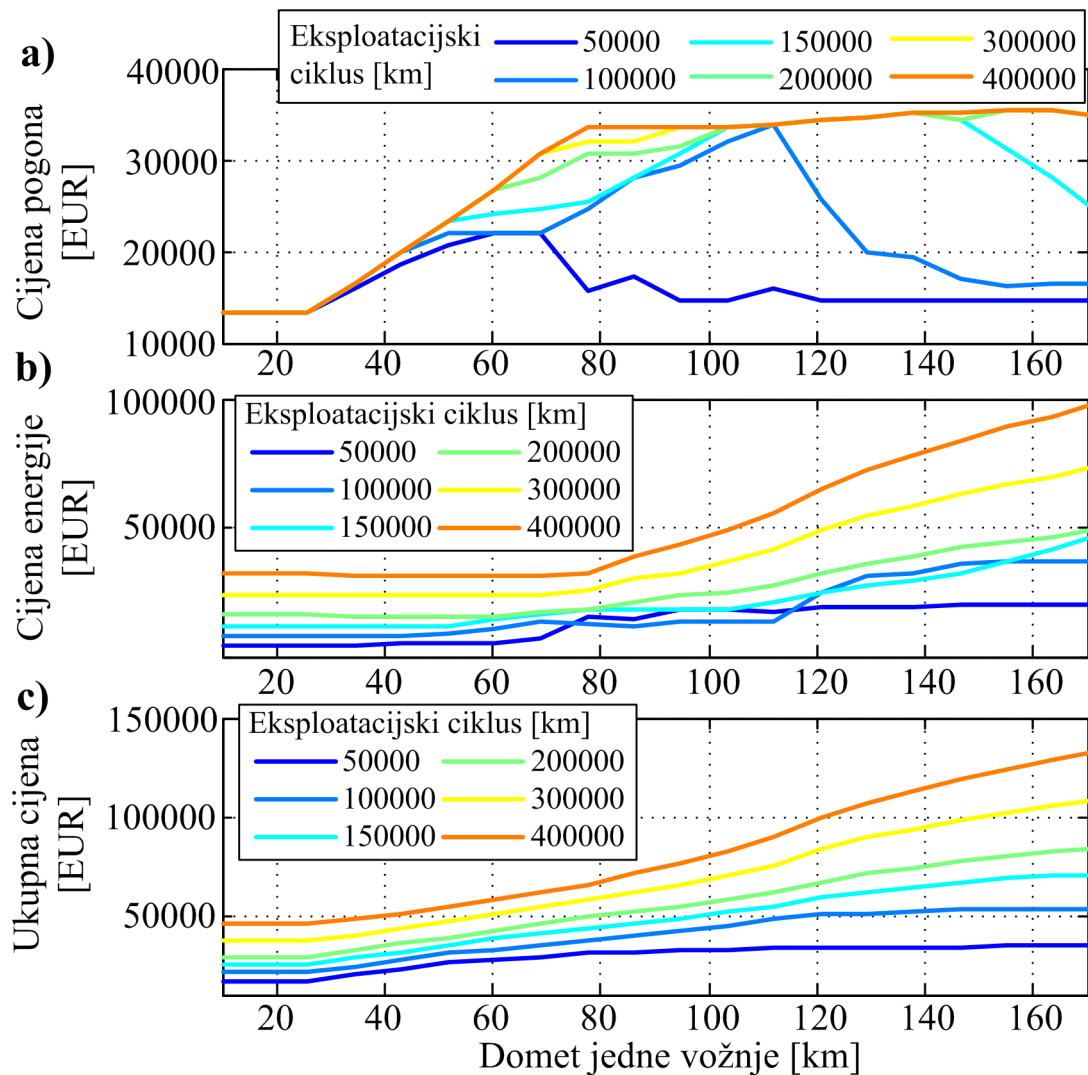 a)
Eksploatacijski 50000 150000 300000
ciklus [km] 100000 200000 400000
Cijena pogona
[EUR]
40000
30000
20000
10000
20 40 60 80 100 120 140 160
b)
Eksploatacijski ciklus [km]
50000 200000
100000 300000
150000 400000
Cijena energije
[EUR]
100000
50000
20 40 60 80 100 120 140 160
c)
Eksploatacijski ciklus [km]
50000 200000
100000 300000
150000 400000
Ukupna cijena
[EUR]
150000
100000
50000
20 40 60 80 100 120 140 160
Domet jedne vožnje [km]